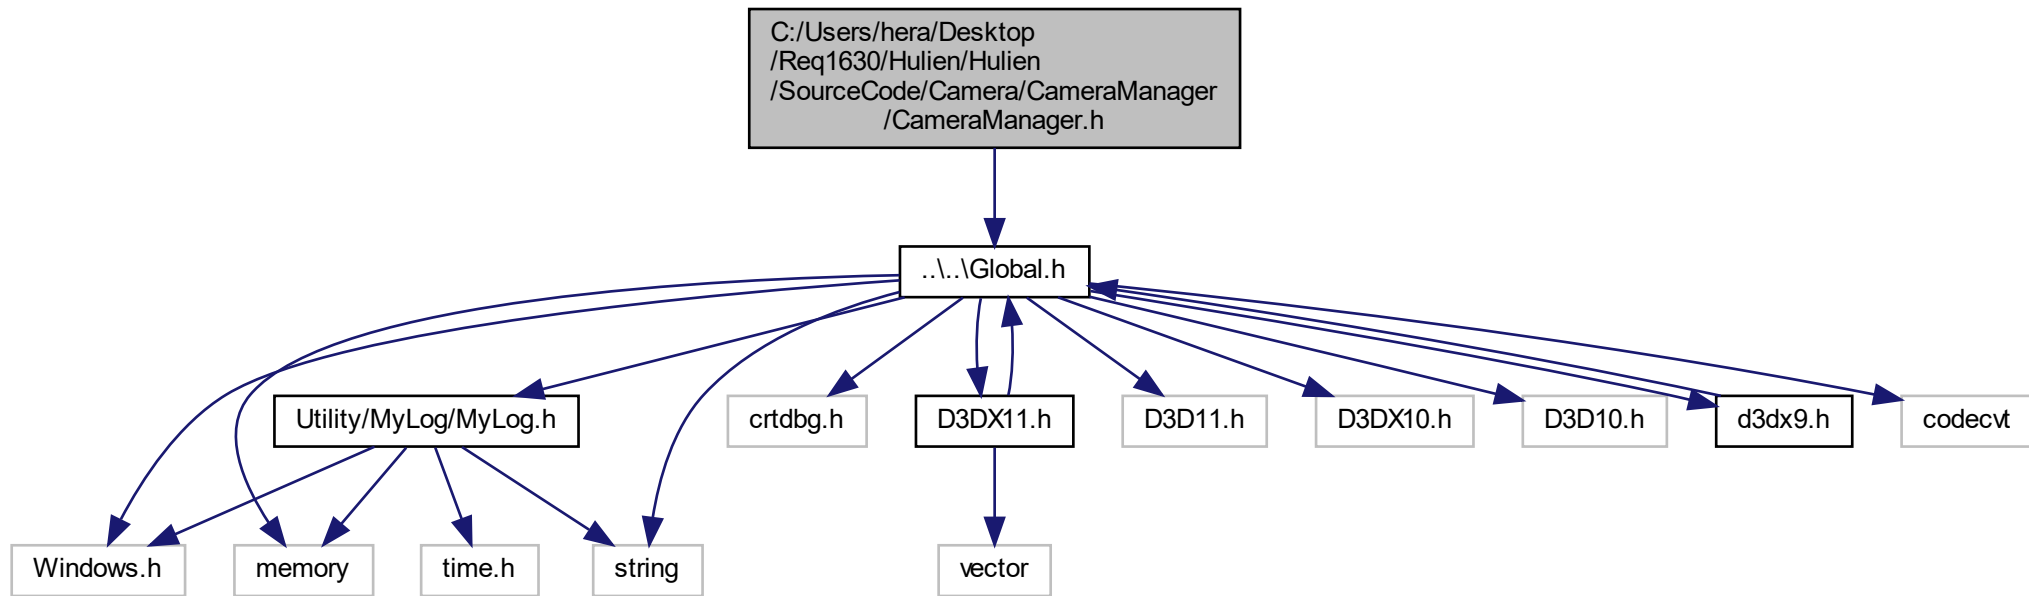 C:/Users/hera/Desktop
/Req1630/Hulien/Hulien
/SourceCode/Camera/CameraManager
/CameraManager.h
..\..\Global.h
Utility/MyLog/MyLog.h
crtdbg.h
D3DX11.h
D3D11.h
D3DX10.h
D3D10.h
d3dx9.h
codecvt
Windows.h
memory
time.h
string
vector